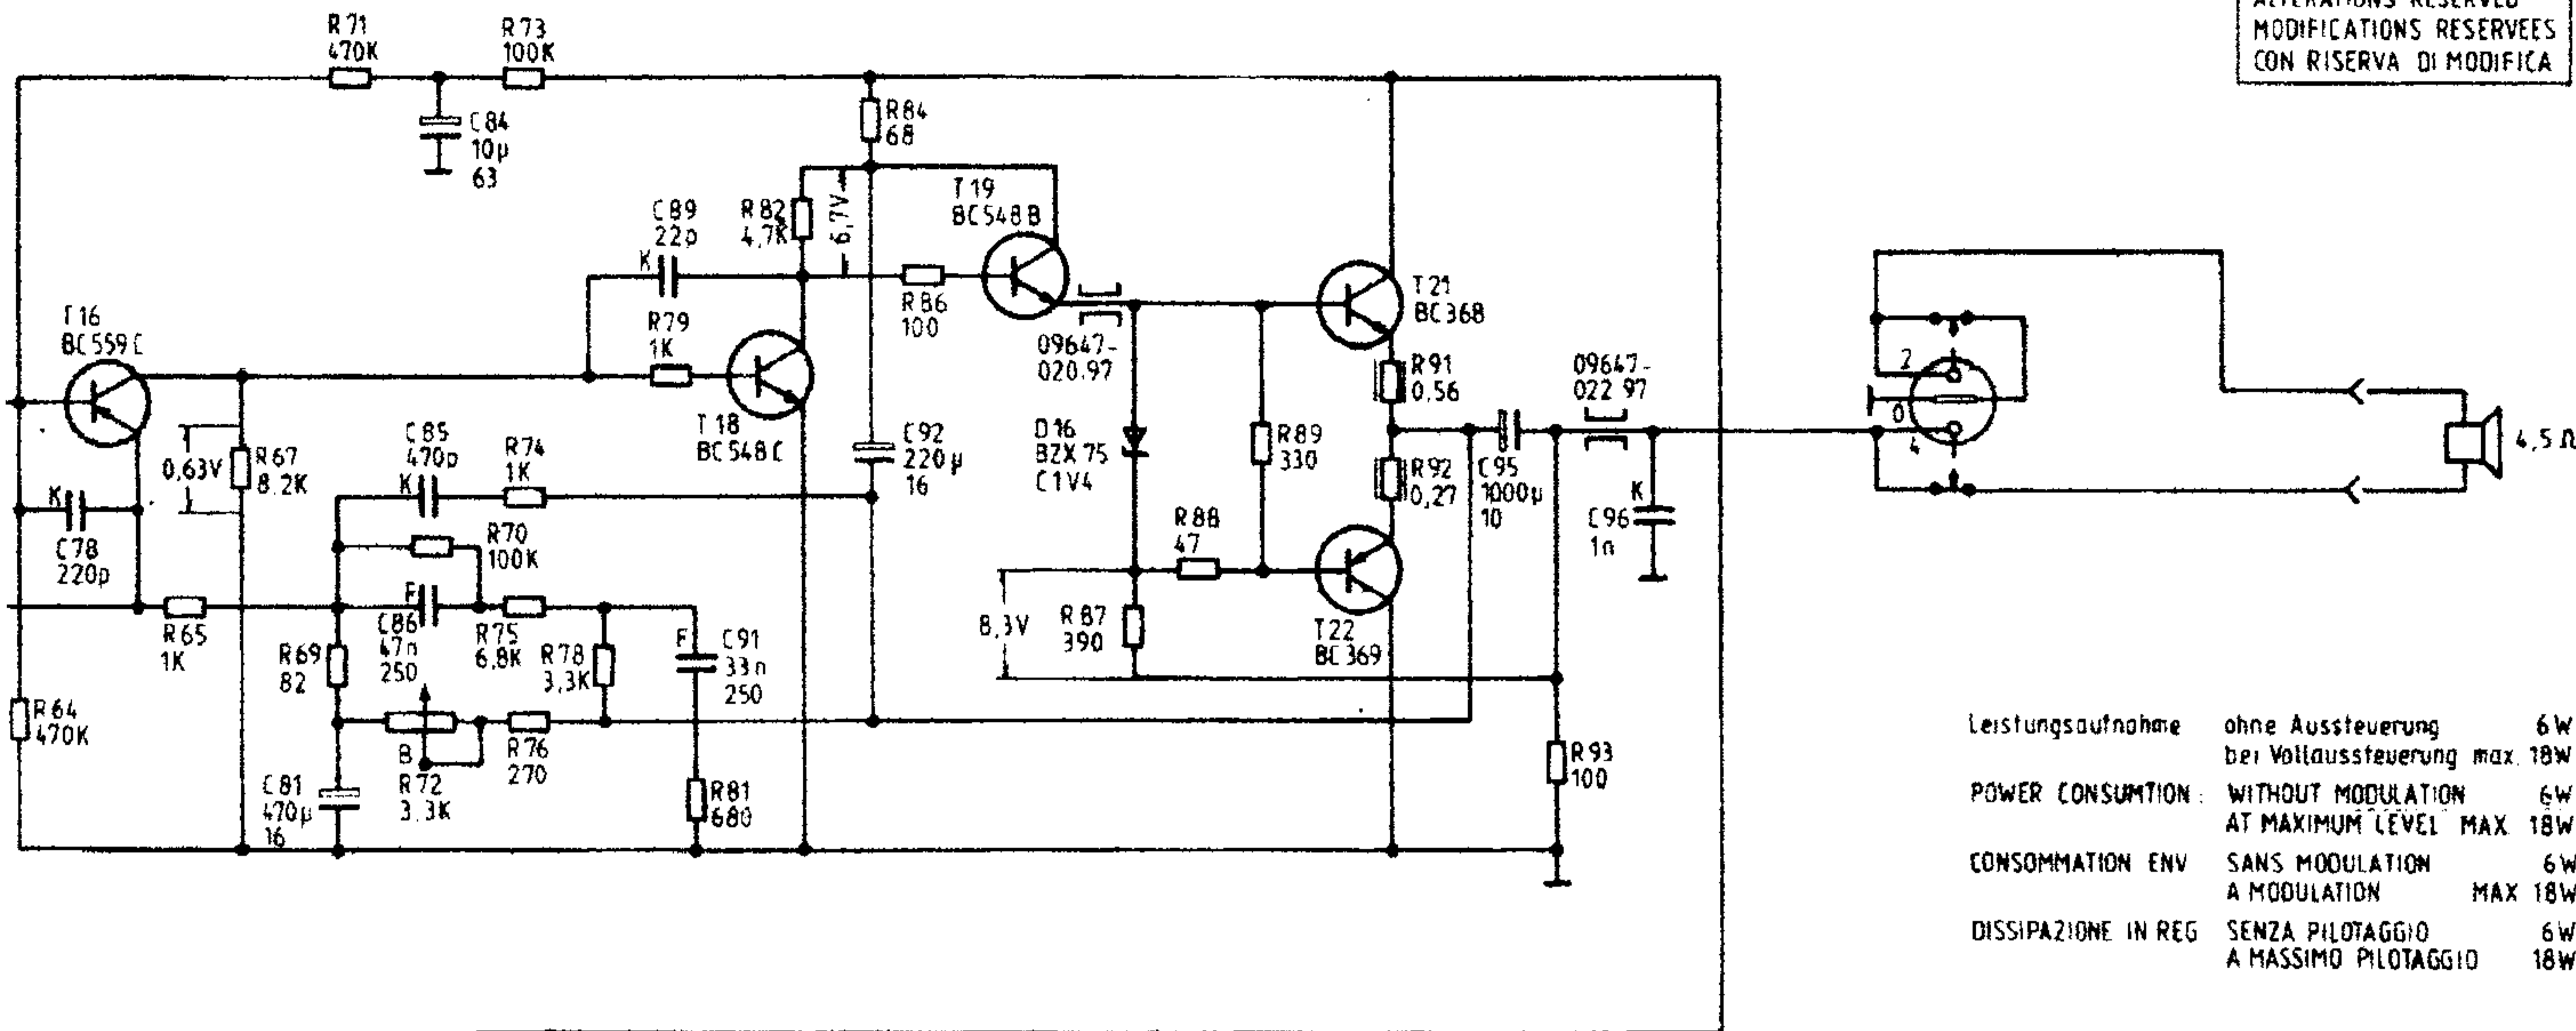 ALTERATIONS RESERVED
MODIFICATIONS RESERVEES
CON RISERVA DI MODIFICA
R71
470K
R73
100K
C84
10µ
63
R84
68
T19
BC548B
C89
22p
K
R82
4,7K
6,7V
R86
100
T21
BC368
T16
BC559C
R79
1K
T18
BC548C
09647-
020.97
R91
0,56
09647-
022 97
2
0
4
4,5Ω
0,63V
R67
8.2K
C85
470p
K
R74
1K
C92
220µ
16
D16
BZX 75
C1V4
R89
330
R92
0,27
C95
1000µ
10
K
C96
1n
K
C78
220p
R70
100K
R88
47
R65
1K
F
C86
47n
250
R75
6,8K
R69
82
R78
3,3K
F
C91
33n
250
8,3V
R87
390
T22
BC369
R64
470K
B
R72
3.3K
R76
270
C81
470µ
16
R81
680
R93
100
Leistungsaufnahme ohne Aussteuerung 6W
bei Vollaussteuerung max. 18W
POWER CONSUMTION: WITHOUT MODULATION 6W
AT MAXIMUM LEVEL MAX 18W
CONSOMMATION ENV SANS MODULATION 6W
A MODULATION MAX 18W
DISSIPAZIONE IN REG SENZA PILOTAGGIO 6W
A MASSIMO PILOTAGGIO 18W